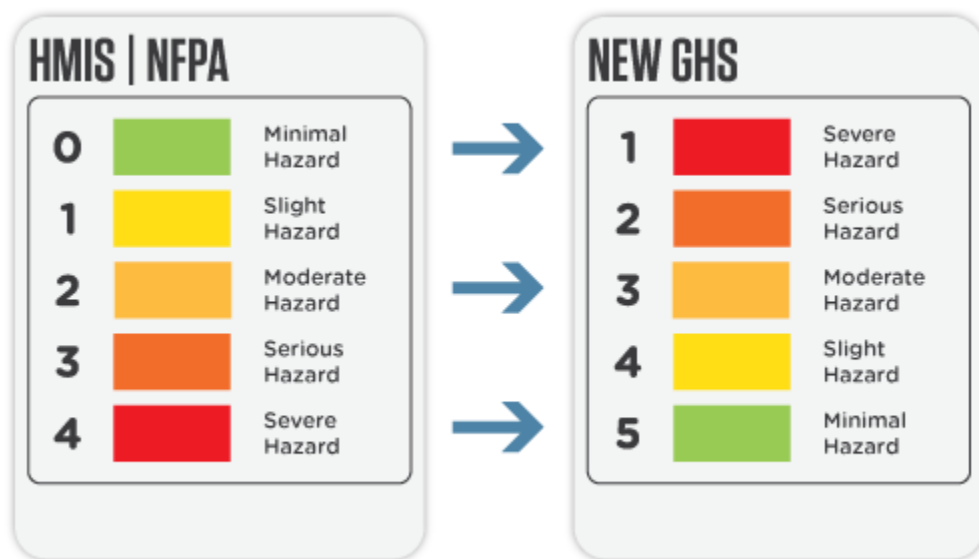 HMIS | NFPA
0
Minimal
Hazard
1
Slight
Hazard
2
Moderate
Hazard
3
Serious
Hazard
4
Severe
Hazard
NEW GHS
1
Severe
Hazard
2
Serious
Hazard
3
Moderate
Hazard
4
Slight
Hazard
5
Minimal
Hazard